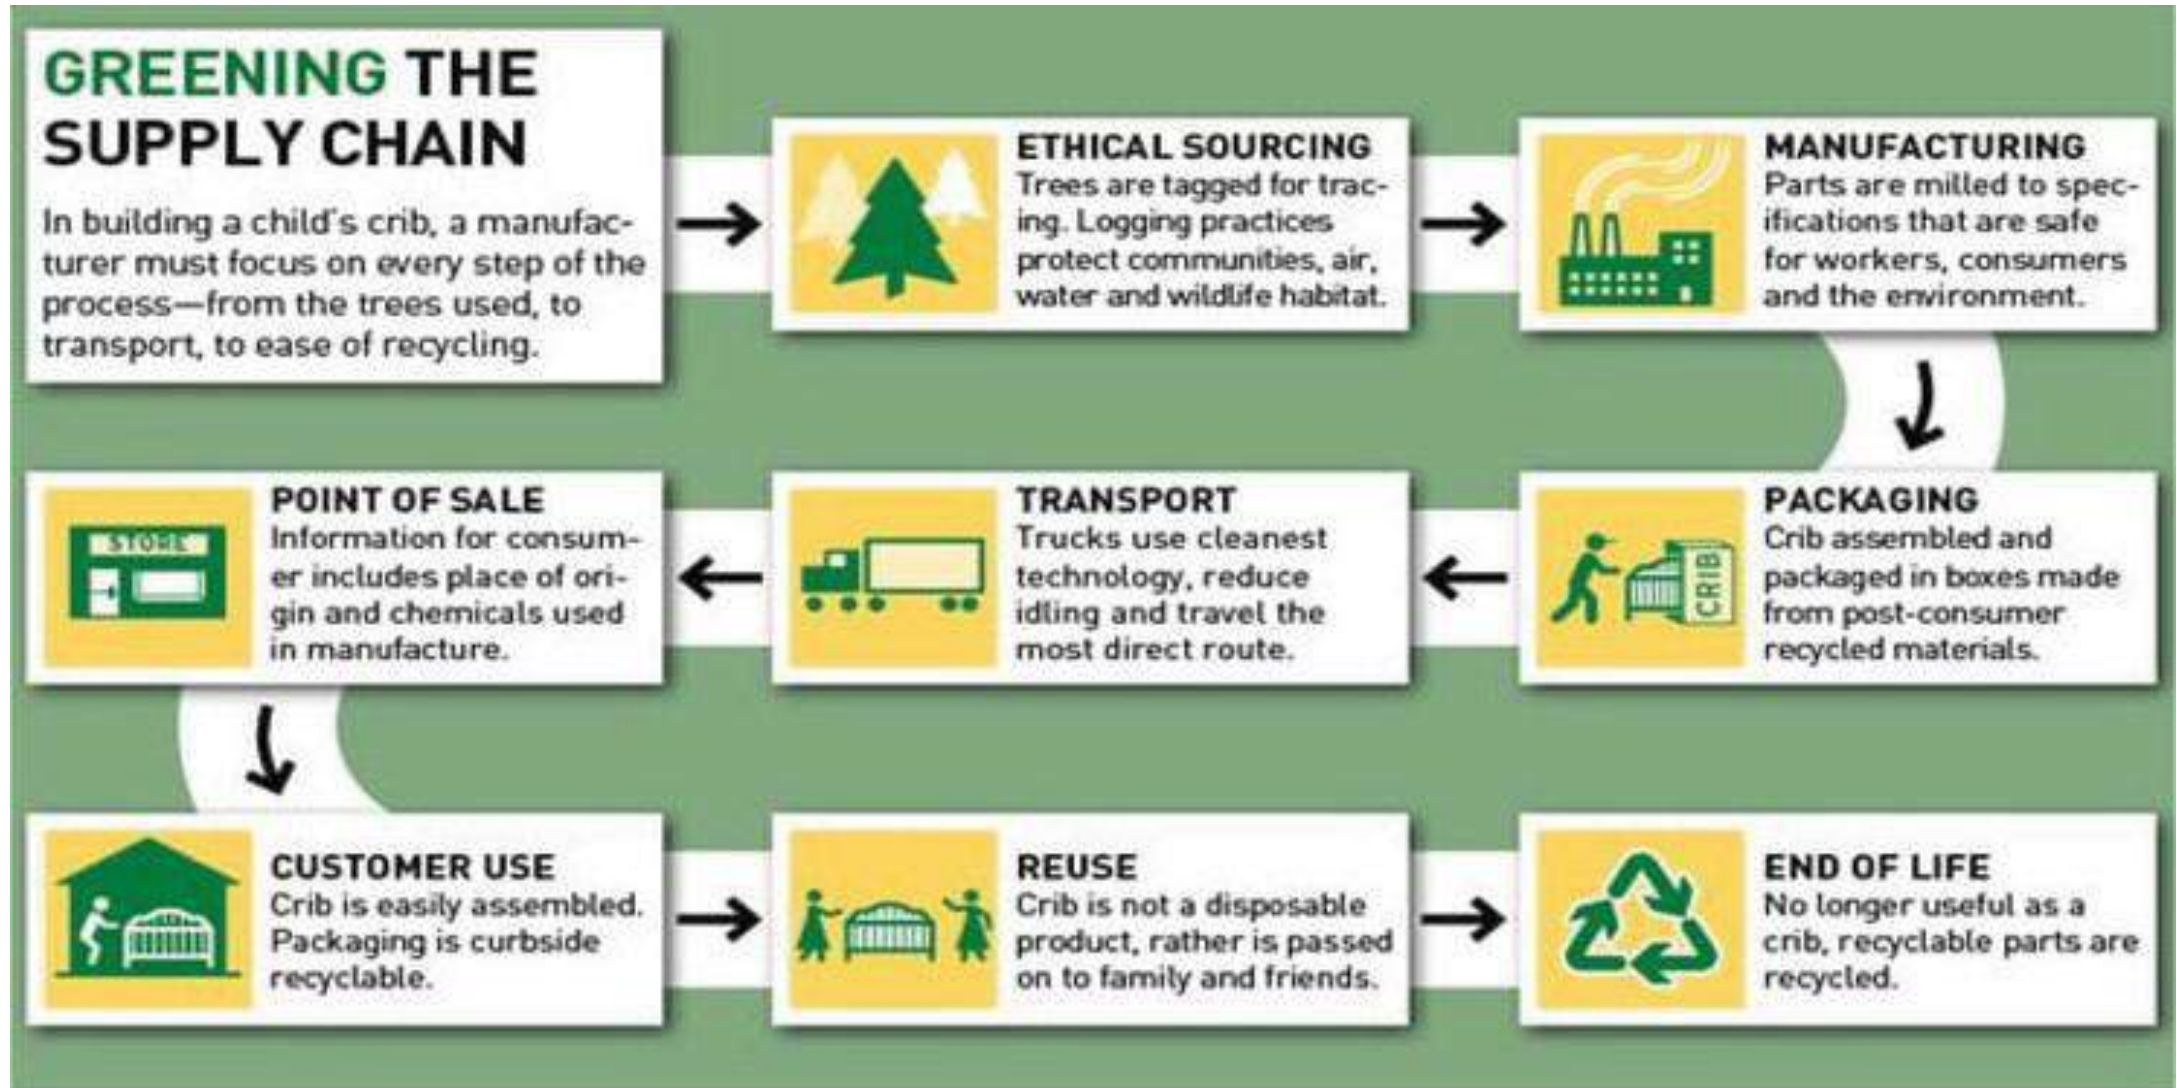 GREENING THE
SUPPLY CHAIN
In building a child's crib, a manufac-
turer must focus on every step of the
process—from the trees used, to
transport, to ease of recycling.
ETHICAL SOURCING
Trees are tagged for trac-
ing. Logging practices
protect communities, air,
water and wildlife habitat.
MANUFACTURING
Parts are milled to spec-
ifications that are safe
for workers, consumers
and the environment.
PACKAGING
Crib assembled and
packaged in boxes made
from post-consumer
recycled materials.
CRIB
TRANSPORT
Trucks use cleanest
technology, reduce
idling and travel the
most direct route.
POINT OF SALE
Information for consum-
er includes place of ori-
gin and chemicals used
in manufacture.
STORE
CUSTOMER USE
Crib is easily assembled.
Packaging is curbside
recyclable.
REUSE
Crib is not a disposable
product, rather is passed
on to family and friends.
END OF LIFE
No longer useful as a
crib, recyclable parts are
recycled.